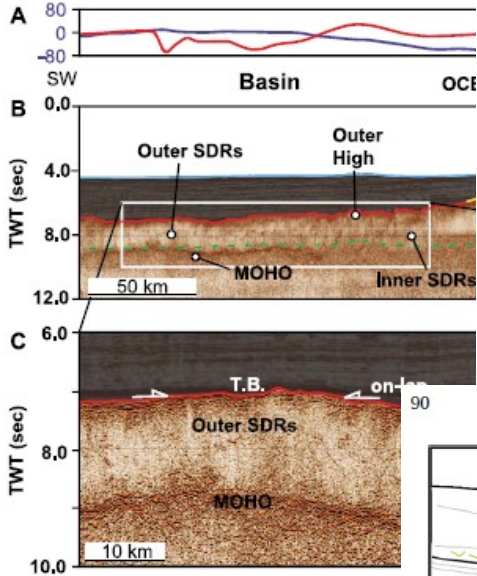 A
80
0
-80
SW
Basin
B
0.0
4.0
8.0
12.0
TWT (sec)
Outer SDRs
Outer
High
MOHO
Inner SDRs
50 km
C
6.0
8.0
10.0
TWT (sec)
T.B.
Outer SDRs
MOHO
10 km
90